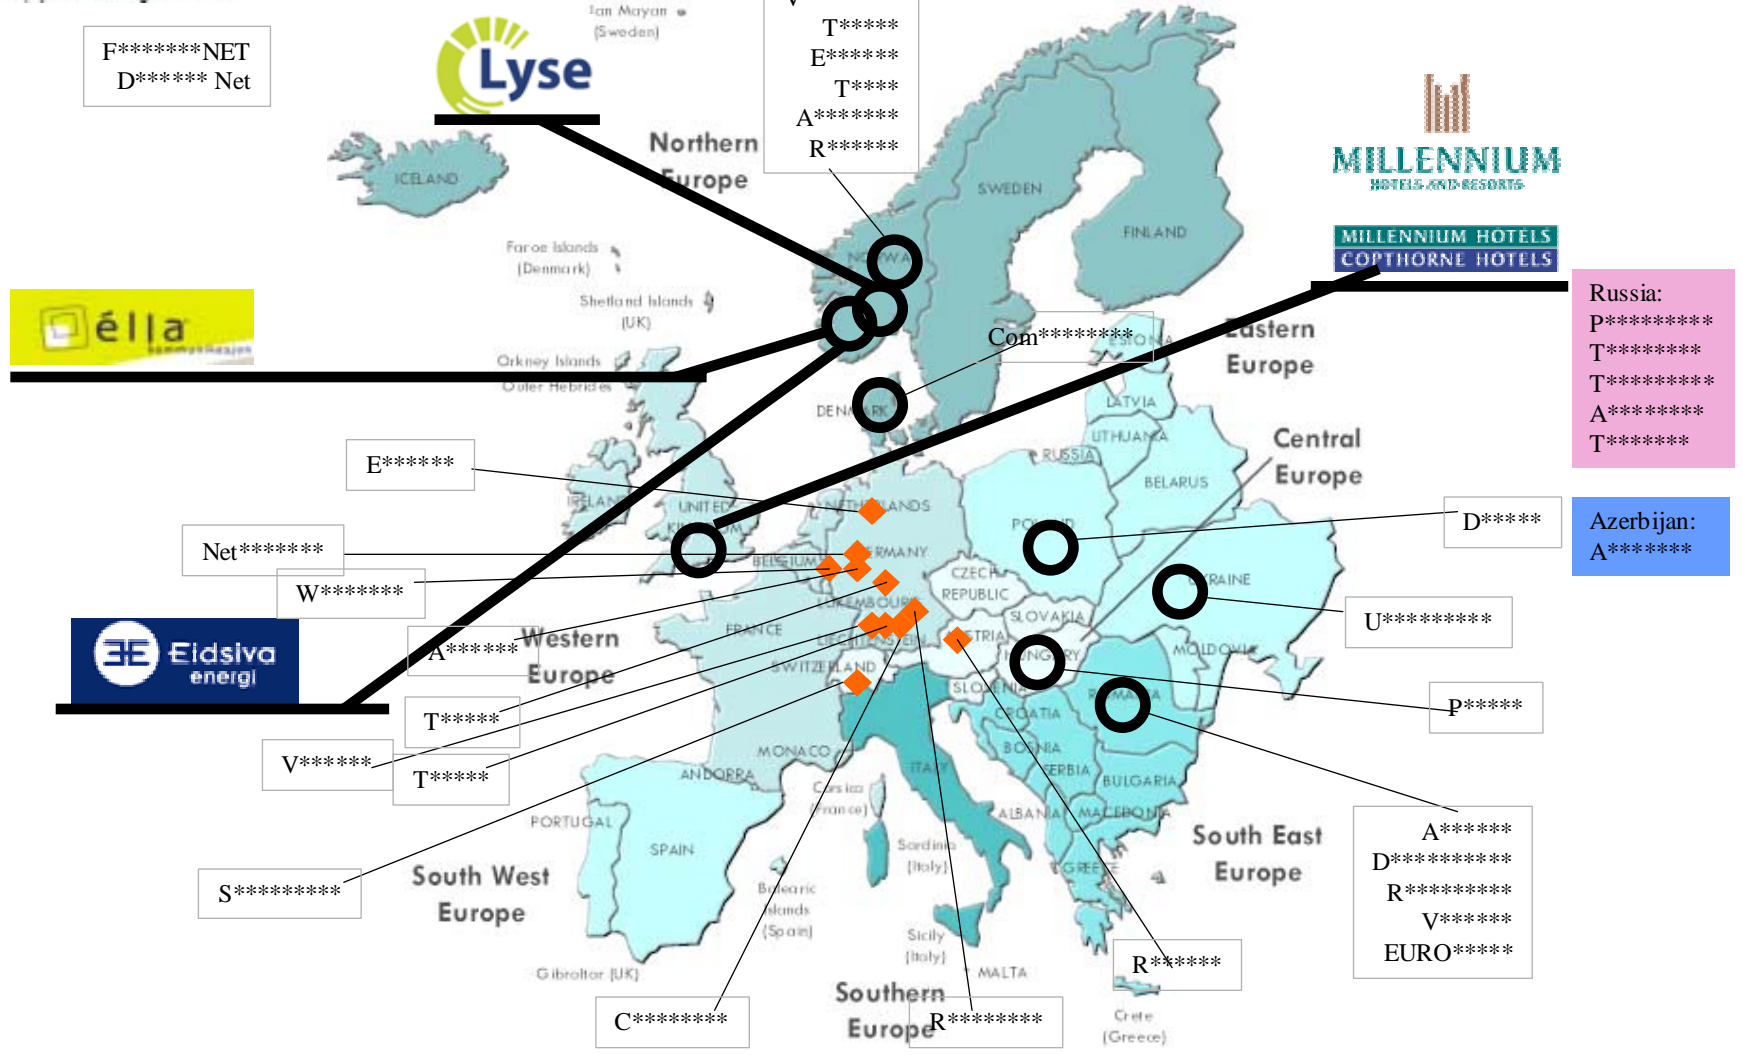 Jan Mayan
(Sweden)
F*******NET
D****** Net
Lyse
V
T*****
E******
T****
A*******
R******
Northern
Europe
ICELAND
SWEDEN
FINLAND
NORWAY
MILLENNIUM
HOTELS AND RESORTS
MILLENNIUM HOTELS
COPTHORNE HOTELS
Faroe Islands
(Denmark)
Shetland Islands
(UK)
élla
kommunikasjon
Orkney Islands
Outer Hebrides
Com********
ESTONIA
Eastern
Europe
Russia:
P*********
T********
T*********
A********
T*******
DENMARK
LATVIA
LITHUANIA
RUSSIA
BELARUS
Central
Europe
E******
IRELAND
UNITED
KINGDOM
NETHERLANDS
POLAND
D*****
Azerbijan:
A*******
Net*******
W*******
BELGIUM
GERMANY
CZECH
REPUBLIC
UKRAINE
LUXEMBOURG
SLOVAKIA
U*********
Eidsiva
energi
A******
Western
Europe
FRANCE
LIECHTENSTEIN
AUSTRIA
HUNGARY
MOLDOVIA
SWITZERLAND
SLOVENIA
ROMANIA
P*****
T*****
CROATIA
V******
T*****
MONACO
ANDORRA
BOSNIA
SERBIA
BULGARIA
ITALY
Corsica
(France)
ALBANIA
MACEDONIA
PORTUGAL
SPAIN
Sardinia
(Italy)
GREECE
South East
Europe
A******
D**********
R*********
V******
EURO*****
S*********
South West
Europe
Balearic
Islands
(Spain)
Sicily
(Italy)
MALTA
Gibraltar (UK)
R******
C********
Southern
Europe
R********
Crete
(Greece)